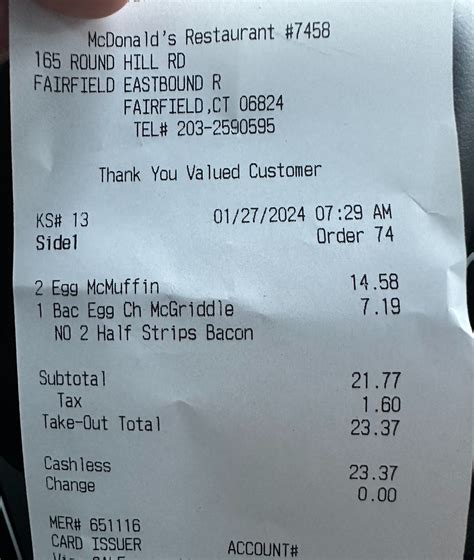 McDonald's Restaurant #7458
165 ROUND HILL RD
FAIRFIELD EASTBOUND R
FAIRFIELD,CT 06824
TEL# 203-2590595
Thank You Valued Customer
KS# 13 01/27/2024 07:29 AM
Side1 Order 74
2 Egg McMuffin 14.58
1 Bac Egg Ch McGriddle 7.19
NO 2 Half Strips Bacon
Subtotal 21.77
Tax 1.60
Take-Out Total 23.37
Cashless 23.37
Change 0.00
MER# 651116
CARD ISSUER ACCOUNT#